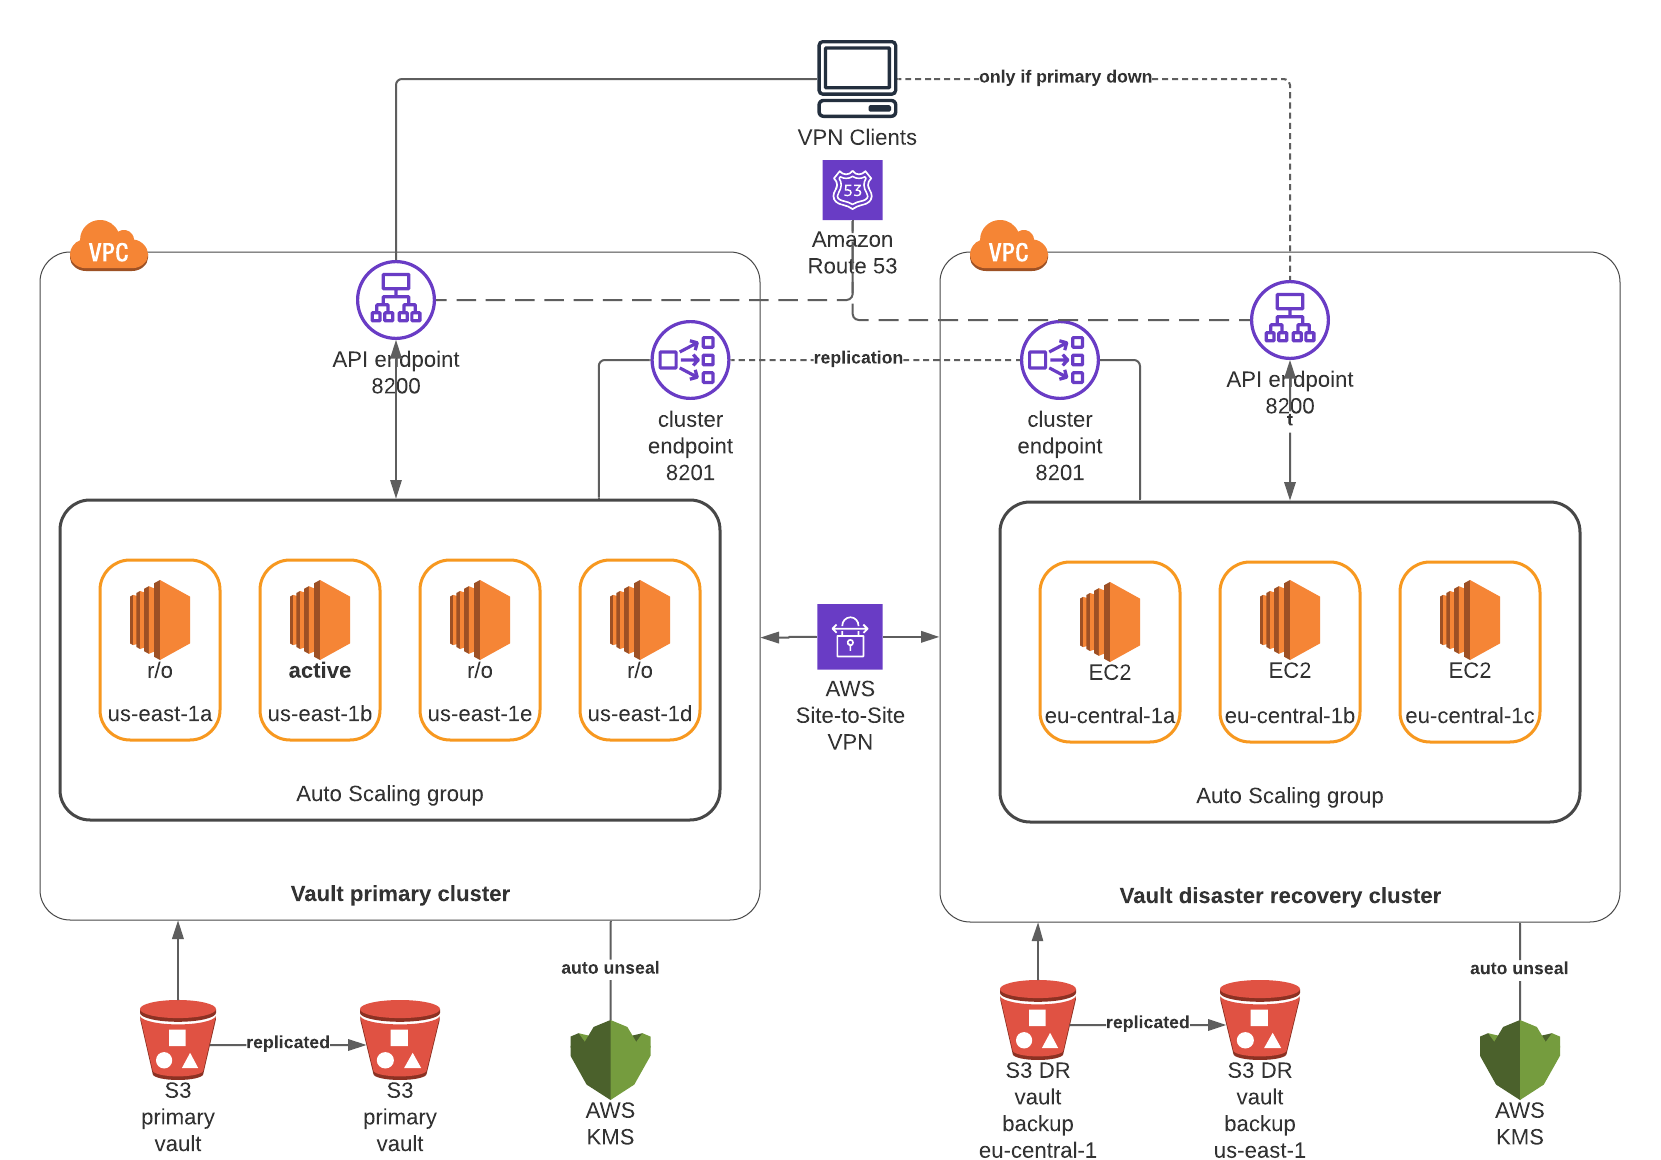 only if primary down
VPN Clients
53
Amazon
Route 53
VPC
VPC
API endpoint
8200
replication
API endpoint
8200
t
cluster
endpoint
8201
cluster
endpoint
8201
r/o
us-east-1a
active
us-east-1b
r/o
us-east-1e
r/o
us-east-1d
Auto Scaling group
Vault primary cluster
AWS
Site-to-Site
VPN
EC2
eu-central-1a
EC2
eu-central-1b
EC2
eu-central-1c
Auto Scaling group
Vault disaster recovery cluster
auto unseal
auto unseal
replicated
S3
primary
vault
S3
primary
vault
AWS
KMS
replicated
S3 DR
vault
backup
eu-central-1
S3 DR
vault
backup
us-east-1
AWS
KMS